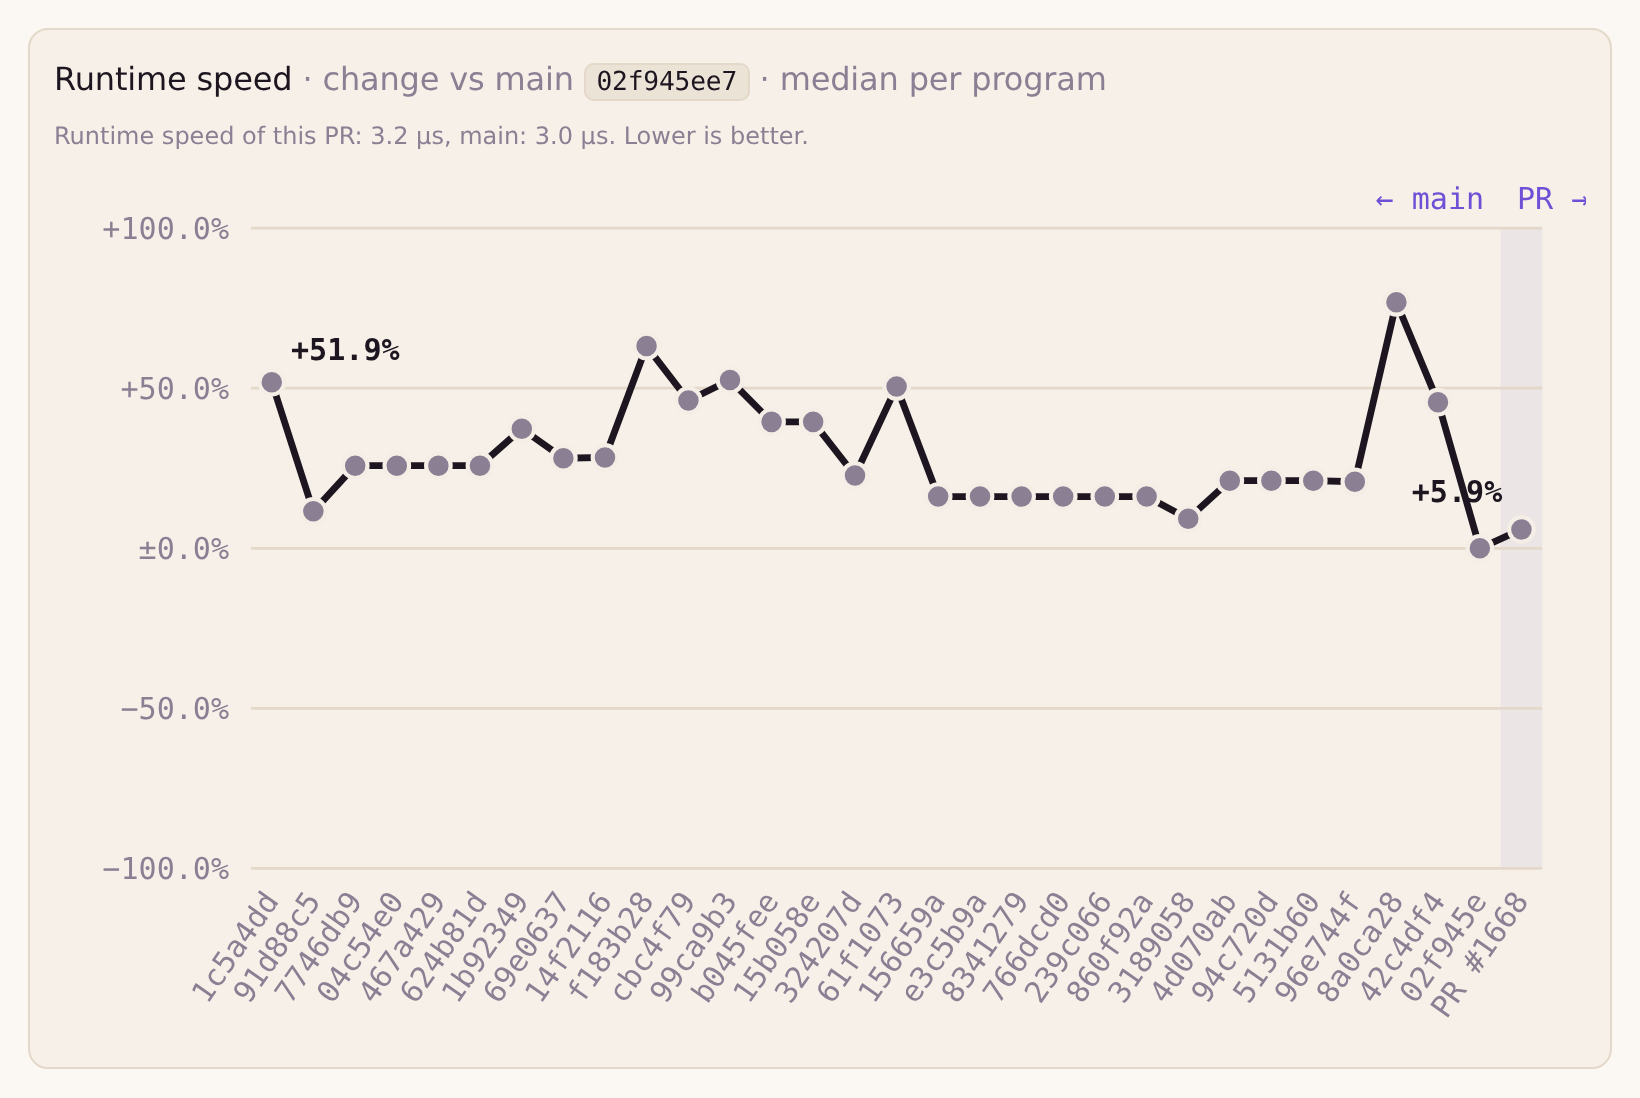 Runtime speed · change vs main 02f945ee7 · median per program
Runtime speed of this PR: 3.2 µs, main: 3.0 µs. Lower is better.
← main PR →
+100.0%
+51.9%
+50.0%
+5.9%
±0.0%
−50.0%
−100.0%
1c5a4dd
91d88c5
7746db9
04c54e0
467a429
624b81d
1b92349
69e0637
14f2116
f183b28
cbc4f79
99ca9b3
b045fee
15b058e
324207d
61f1073
156659a
e3c5b9a
8341279
766dcd0
239c066
860f92a
3189058
4d070ab
94c720d
5131b60
96e744f
8a0ca28
42c4df4
02f945e
PR #1668